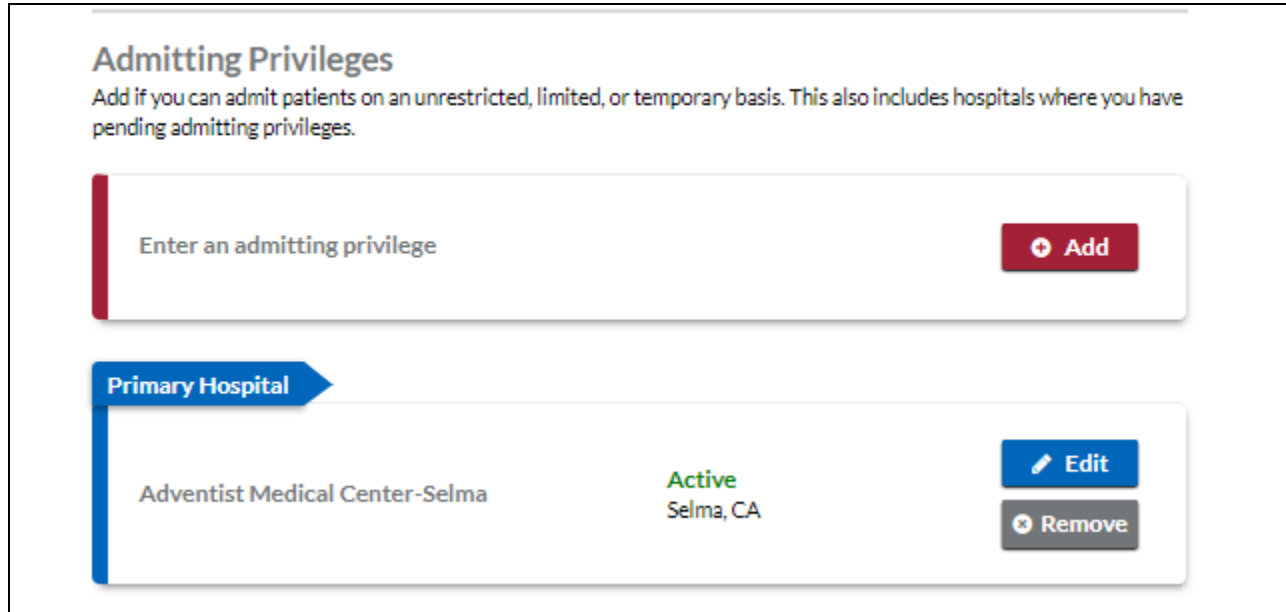 Admitting Privileges
Add if you can admit patients on an unrestricted, limited, or temporary basis. This also includes hospitals where you have
pending admitting privileges.
Enter an admitting privilege
Add
Primary Hospital
Adventist Medical Center-Selma
Active
Selma, CA
Edit
Remove